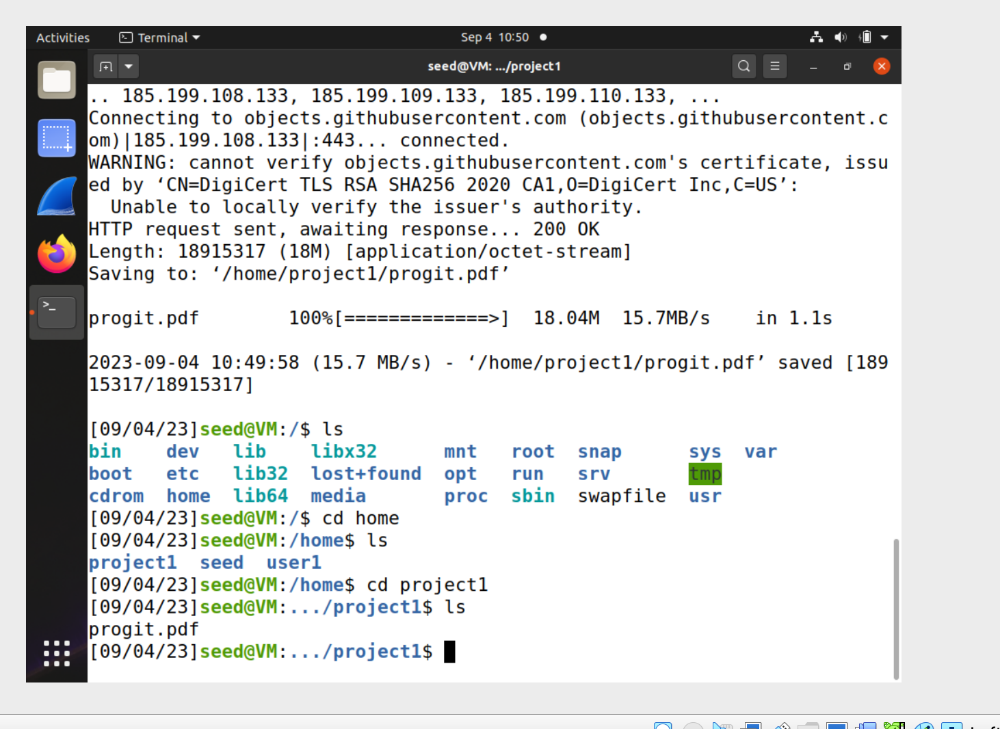 Activities Terminal Sep 4 10:50
seed@VM: .../project1
.. 185.199.108.133, 185.199.109.133, 185.199.110.133, ...
Connecting to objects.githubusercontent.com (objects.githubusercontent.c
om)|185.199.108.133|:443... connected.
WARNING: cannot verify objects.githubusercontent.com's certificate, issu
ed by ‘CN=DigiCert TLS RSA SHA256 2020 CA1,O=DigiCert Inc,C=US’:
  Unable to locally verify the issuer's authority.
HTTP request sent, awaiting response... 200 OK
Length: 18915317 (18M) [application/octet-stream]
Saving to: ‘/home/project1/progit.pdf’
progit.pdf        100%[=============>]  18.04M  15.7MB/s    in 1.1s
2023-09-04 10:49:58 (15.7 MB/s) - ‘/home/project1/progit.pdf’ saved [189
15317/18915317]
[09/04/23]seed@VM:/$ ls
bin    dev   lib    libx32      mnt   root  snap      sys  var
boot   etc   lib32  lost+found  opt   run   srv       tmp
cdrom  home  lib64  media       proc  sbin  swapfile  usr
[09/04/23]seed@VM:/$ cd home
[09/04/23]seed@VM:/home$ ls
project1  seed  user1
[09/04/23]seed@VM:/home$ cd project1
[09/04/23]seed@VM:.../project1$ ls
progit.pdf
[09/04/23]seed@VM:.../project1$